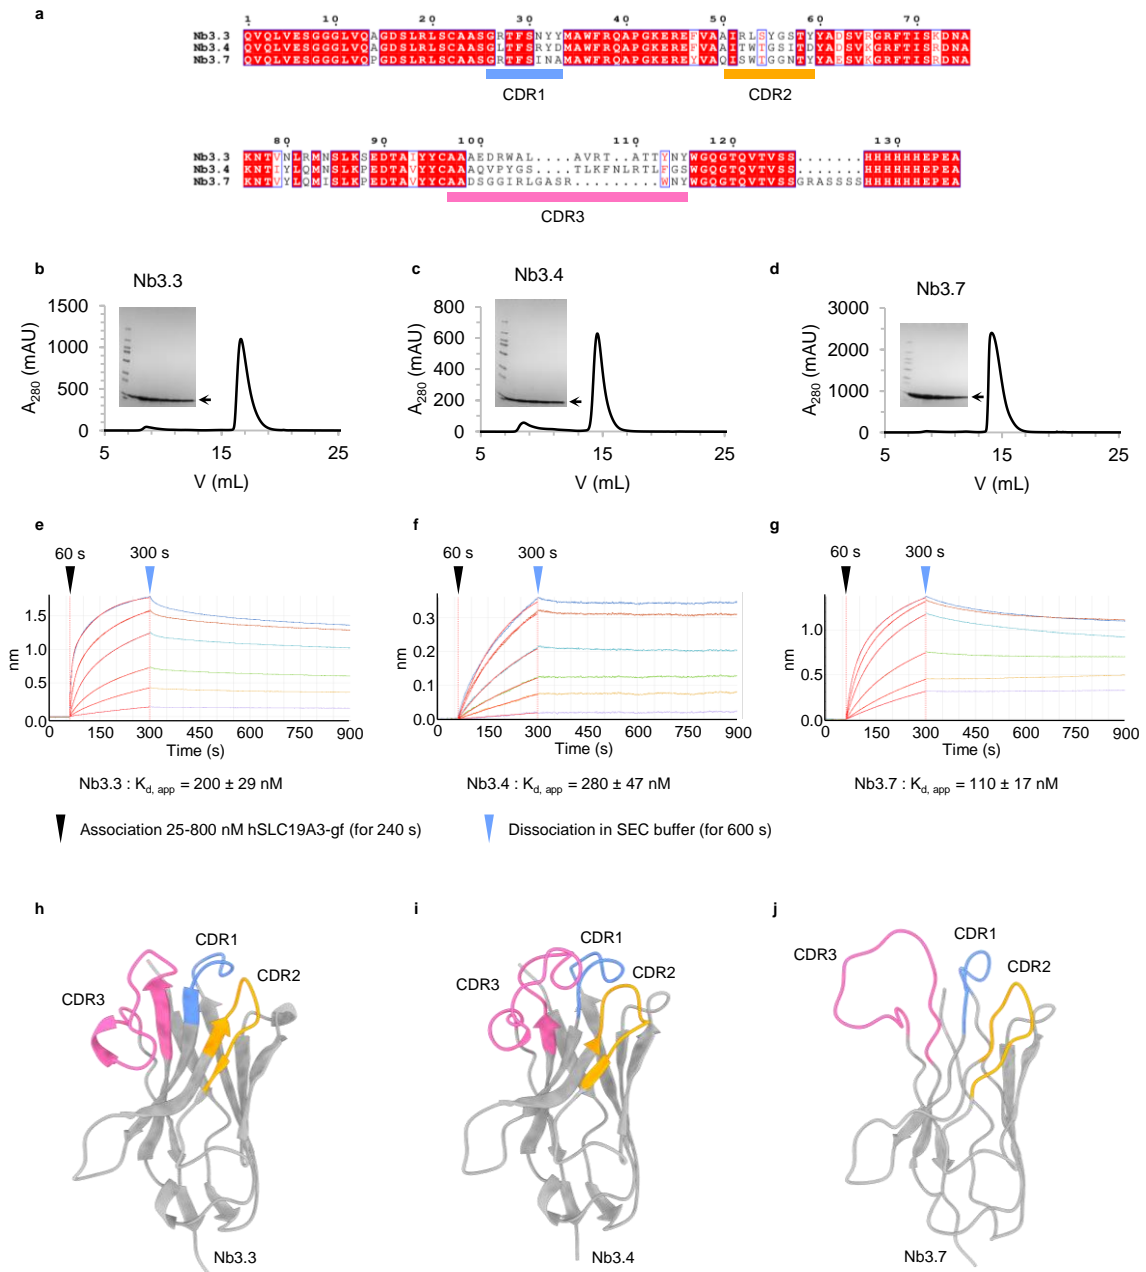 a
1 10 20 30 40 50 60 70
Nb3.3 QVQLVESGGGLVQAGDSLRLSCAASGRTFSNYYMAWFRQAPGKEREFVAAIRLSYGSTYYADSVRGRFTISKDNA
Nb3.4 QVQLVESGGGLVQAGDSLRLSCAASGLTFSRYDMAWFRQAPGKEREFVAAITWTGSITDYADSVKGRFTISRDNA
Nb3.7 QVQLVESGGGLVQPGDSLRLSCAASGRTFSINAMAWFRQAPGKEREYVAQISWTGGNTYYADSVKGRFTISRDNA
CDR1 CDR2
80 90 100 110 120 130
Nb3.3 KNTVNLRMNSLKSEDTAIYYCAAAEDRWAL....AVRT..ATTYNYWGQGTQVTVSS.......HHHHHHEPEA
Nb3.4 KNTIYLQMNSLKPEDTAVYYCAAQVPYGS....TLKFNLRTLFGSWGQGTQVTVSS.......HHHHHHEPEA
Nb3.7 KNTVYLQMISLKPEDTAVYYCAADSGGIRLGASR.........WNYWGQGTQVTVSSGRASSSSHHHHHHEPEA
CDR3
b c d
Nb3.3 Nb3.4 Nb3.7
1500 800 3000
1000 600 2000
500 400 1000
0 200 0
0
A280 (mAU) A280 (mAU) A280 (mAU)
5 15 25 5 15 25 5 15 25
V (mL) V (mL) V (mL)
e f g
60 s 300 s 60 s 300 s 60 s 300 s
1.5 0.3 1.0
1.0 0.2 0.5
0.5 0.1 0.0
0.0 0.0
nm nm nm
0 150 300 450 600 750 900 0 150 300 450 600 750 900 0 150 300 450 600 750 900
Time (s) Time (s) Time (s)
Nb3.3 : Kd, app = 200 ± 29 nM Nb3.4 : Kd, app = 280 ± 47 nM Nb3.7 : Kd, app = 110 ± 17 nM
Association 25-800 nM hSLC19A3-gf (for 240 s) Dissociation in SEC buffer (for 600 s)
h i j
CDR1 CDR1 CDR1
CDR2 CDR2 CDR2
CDR3 CDR3 CDR3
Nb3.3 Nb3.4 Nb3.7